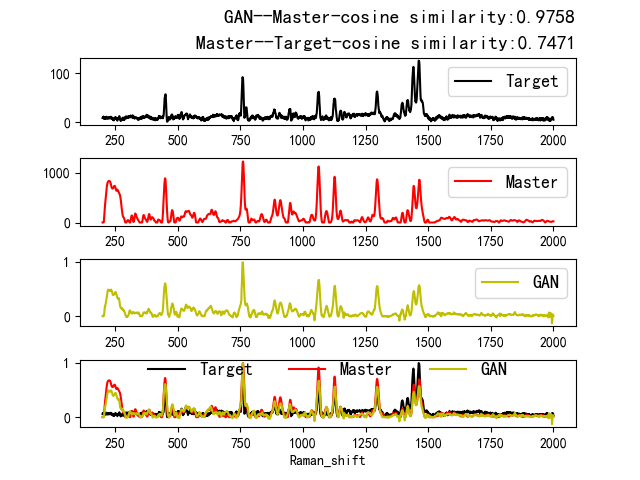 GAN--Master-cosine similarity:0.9758
Master--Target-cosine similarity:0.7471
100
0
Target
250 500 750 1000 1250 1500 1750 2000
1000
0
Master
250 500 750 1000 1250 1500 1750 2000
1
0
GAN
250 500 750 1000 1250 1500 1750 2000
1
0
Target Master GAN
250 500 750 1000 1250 1500 1750 2000
Raman_shift